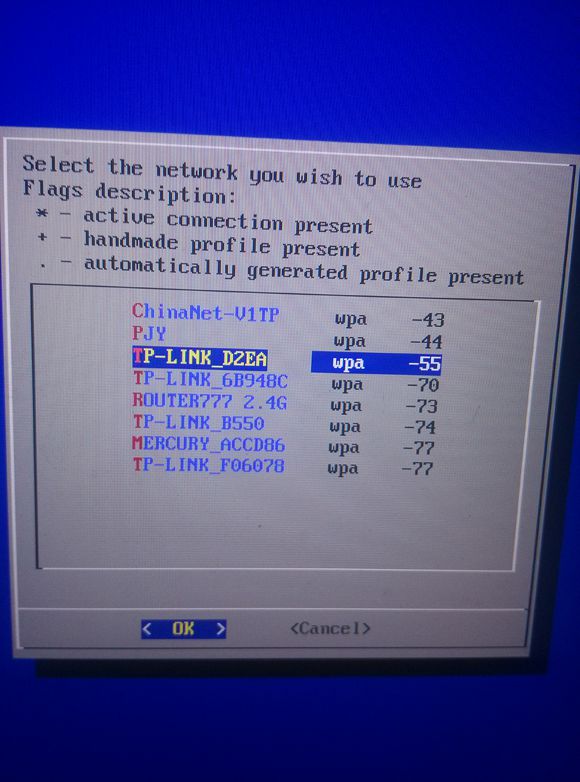 Select the network you wish to use
Flags description:
* - active connection present
+ - handmade profile present
. - automatically generated profile present
ChinaNet-V1TP wpa -43
PJY wpa -44
TP-LINK_D2EA wpa -55
TP-LINK_6B948C wpa -70
ROUTER777 2.4G wpa -73
TP-LINK_B550 wpa -74
MERCURY_ACCD86 wpa -77
TP-LINK_F06078 wpa -77
< OK > <Cancel>